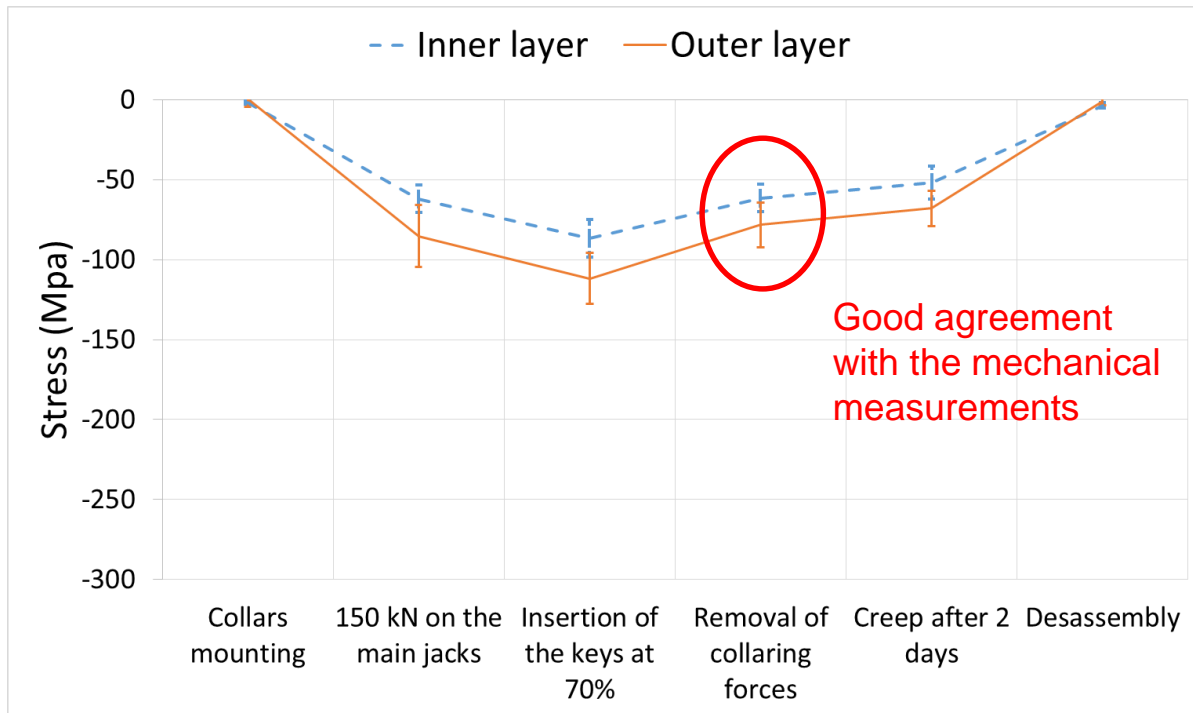 Inner layer Outer layer
0
-50
-100
-150
-200
-250
-300
Stress (Mpa)
Good agreement
with the mechanical
measurements
Collars
mounting
150 kN on the
main jacks
Insertion of
the keys at
70%
Removal of
collaring
forces
Creep after 2
days
Desassembly